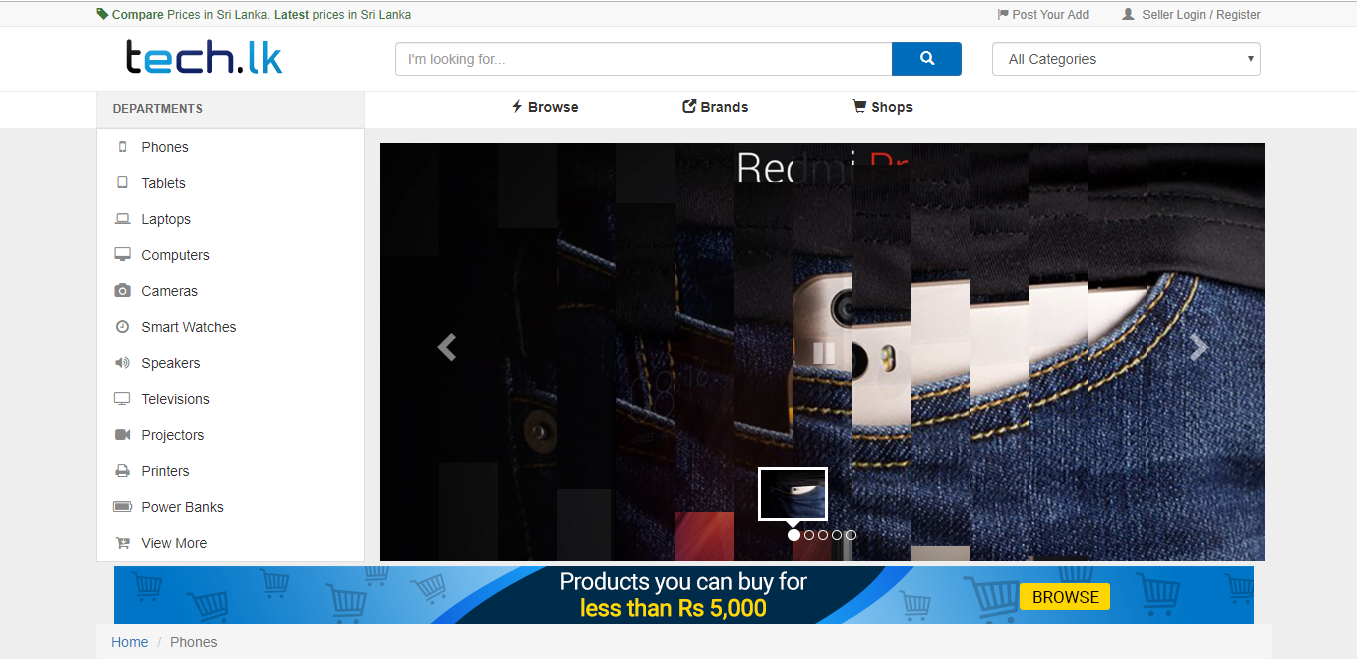 Compare Prices in Sri Lanka. Latest prices in Sri Lanka
Post Your Add
Seller Login / Register
tech.lk
I'm looking for...
All Categories
DEPARTMENTS
Browse
Brands
Shops
Phones
Tablets
Laptops
Computers
Cameras
Smart Watches
Speakers
Televisions
Projectors
Printers
Power Banks
View More
Redmi
Products you can buy for
less than Rs 5,000
BROWSE
Home / Phones